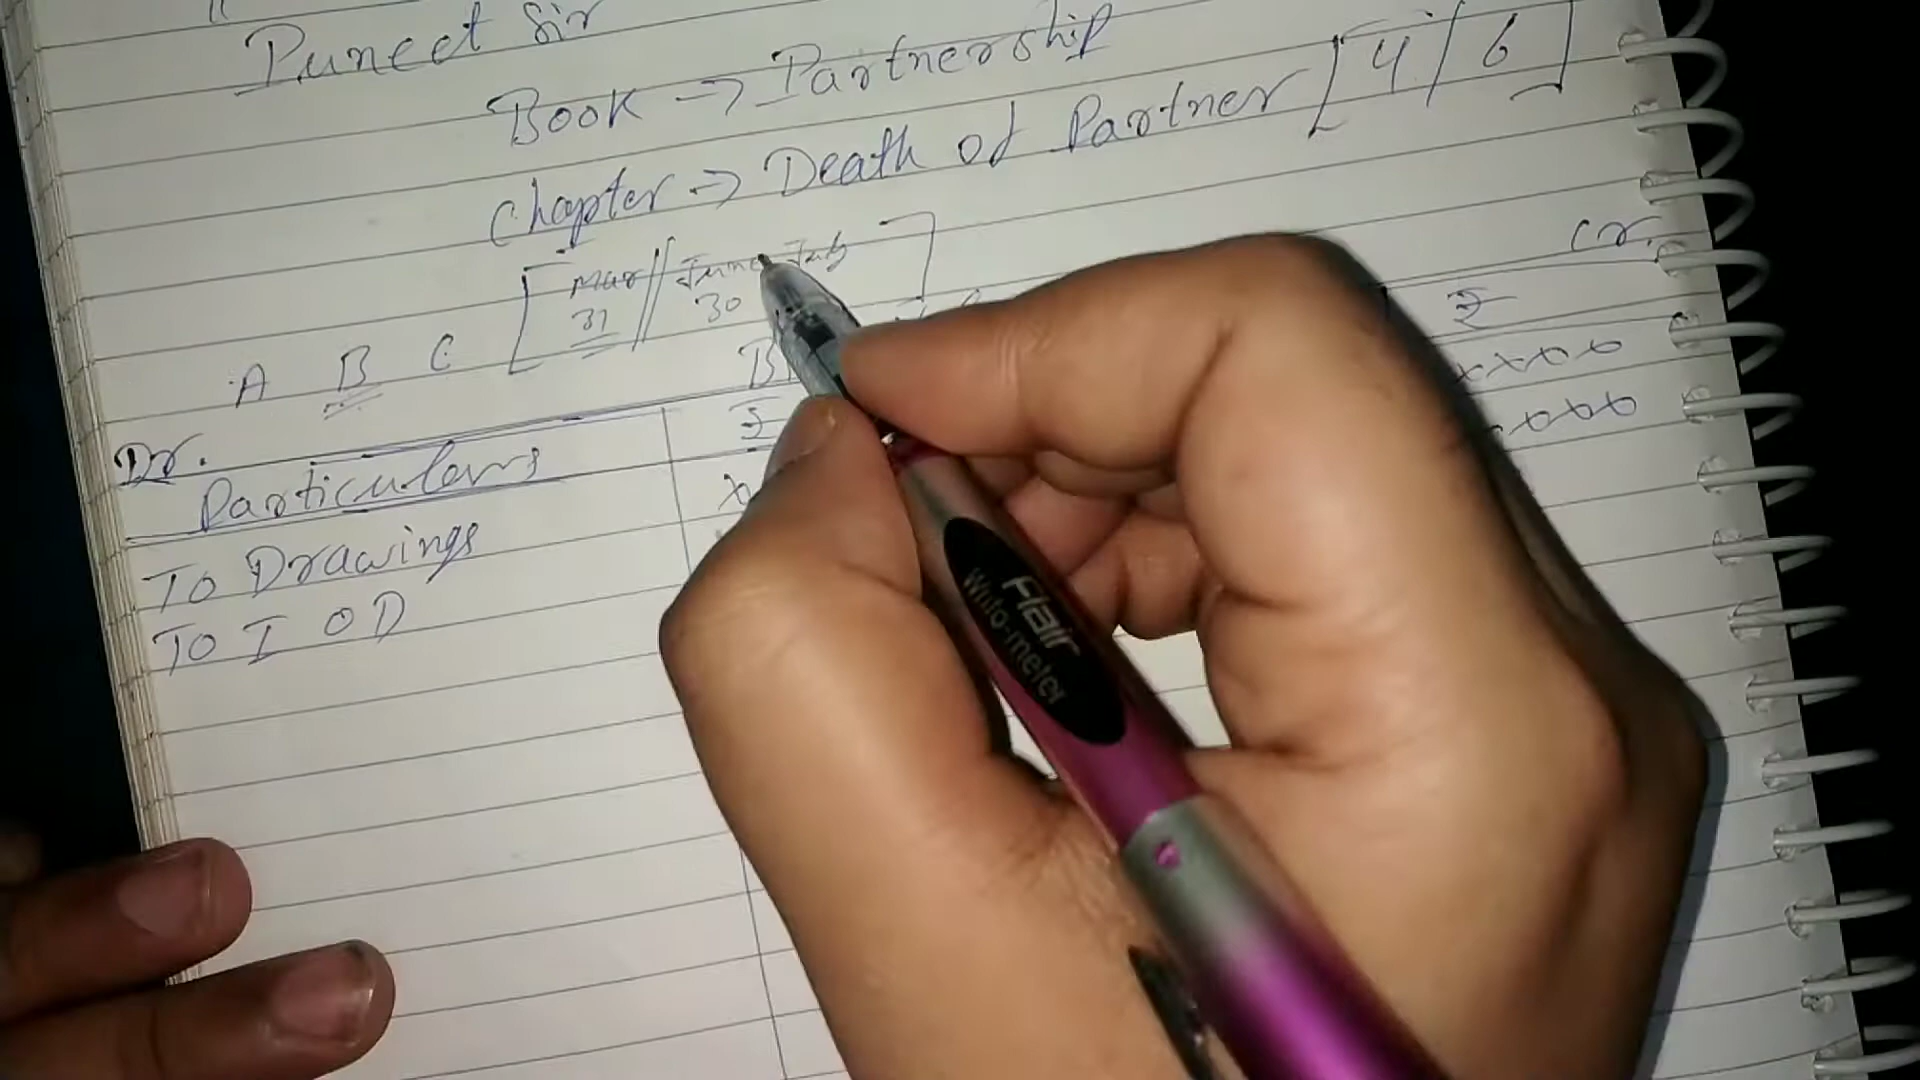 Puneet Sir
Book → Partnership
Chapter → Death of Partner [4/6]
[Mar // June July]
31 30
A B C
Cr.
Dr.
Particulars ₹ ₹
To Drawings
To I O D
Flair
Writo-meter